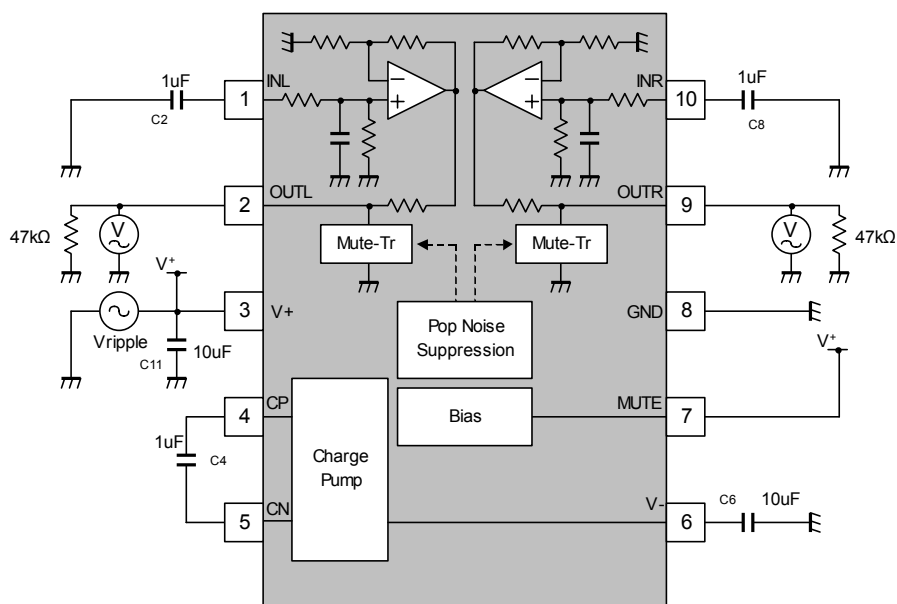 1uF
C2
1
INL
INR
10
1uF
C8
−
+
−
+
OUTL
2
OUTR
9
47kΩ
V
Mute-Tr
Mute-Tr
V
47kΩ
V+
Vripple
C11
10uF
3
V+
Pop Noise
Suppression
GND
8
V+
4
CP
Bias
MUTE
7
1uF
C4
Charge
Pump
5
CN
V-
6
C6
10uF